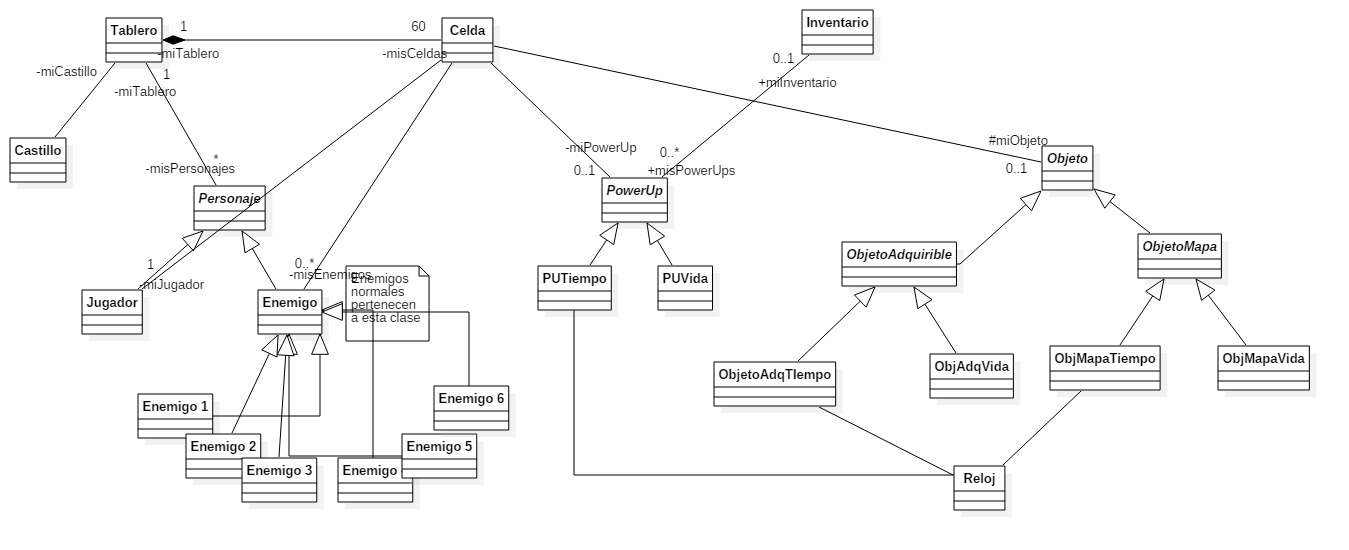 Tablero
1
60
Celda
Inventario
-miTablero
-misCeldas
0..1
-miCastillo
1
+miInventario
-miTablero
Castillo
*
-misPersonajes
-miPowerUp
0..1
0..*
+misPowerUps
#miObjeto
0..1
Objeto
Personaje
PowerUp
ObjetoAdquirible
ObjetoMapa
1
-miJugador
0..*
-misEnemigos
Enemigos
normales
pertenecen
a esta clase
PUTiempo
PUVida
Jugador
Enemigo
ObjetoAdqTIempo
ObjAdqVida
ObjMapaTiempo
ObjMapaVida
Enemigo 1
Enemigo 6
Enemigo 2
Enemigo 5
Enemigo 3
Enemigo
Reloj